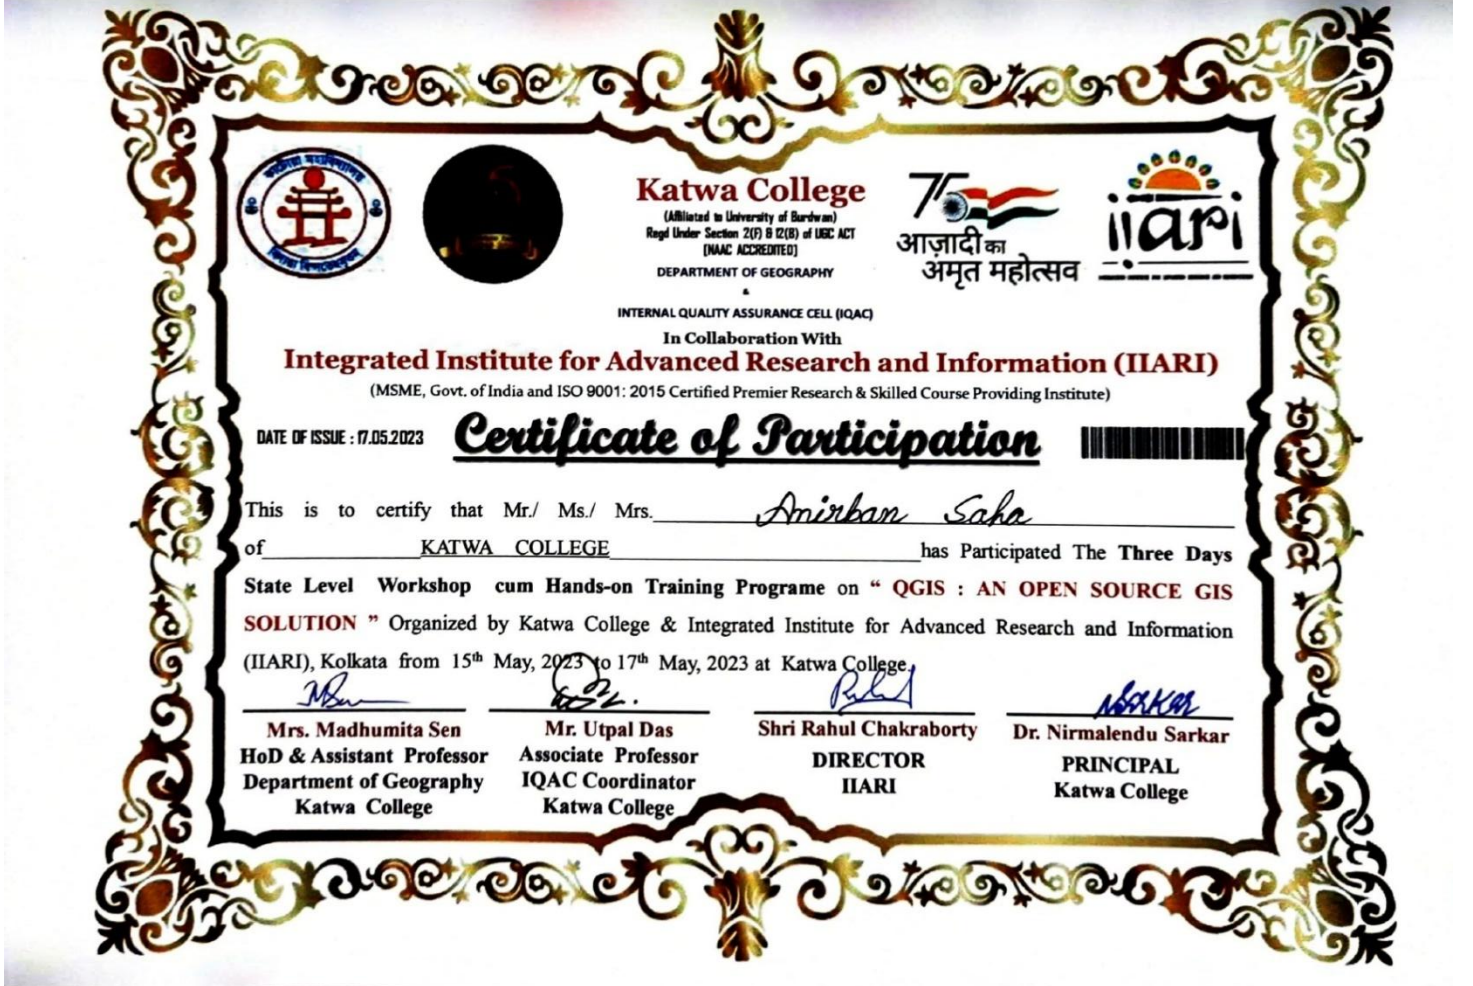 काटোয়া महाविद्यालय
Katwa College
(Affiliated to University of Burdwan)
Regd Under Section 2(F) & 12(B) of UGC ACT
[NAAC ACCREDITED]
DEPARTMENT OF GEOGRAPHY
&
INTERNAL QUALITY ASSURANCE CELL (IQAC)
75
आज़ादी का
अमृत महोत्सव
iiari
In Collaboration With
Integrated Institute for Advanced Research and Information (IIARI)
(MSME, Govt. of India and ISO 9001: 2015 Certified Premier Research & Skilled Course Providing Institute)
DATE OF ISSUE : 17.05.2023
Certificate of Participation
This is to certify that Mr./ Ms./ Mrs. Anirban Saha
of KATWA COLLEGE has Participated The Three Days
State Level Workshop cum Hands-on Training Programe on “ QGIS : AN OPEN SOURCE GIS
SOLUTION ” Organized by Katwa College & Integrated Institute for Advanced Research and Information
(IIARI), Kolkata from 15th May, 2023 to 17th May, 2023 at Katwa College.
MSen
NSarkar
Mrs. Madhumita Sen
HoD & Assistant Professor
Department of Geography
Katwa College
Mr. Utpal Das
Associate Professor
IQAC Coordinator
Katwa College
Shri Rahul Chakraborty
DIRECTOR
IIARI
Dr. Nirmalendu Sarkar
PRINCIPAL
Katwa College